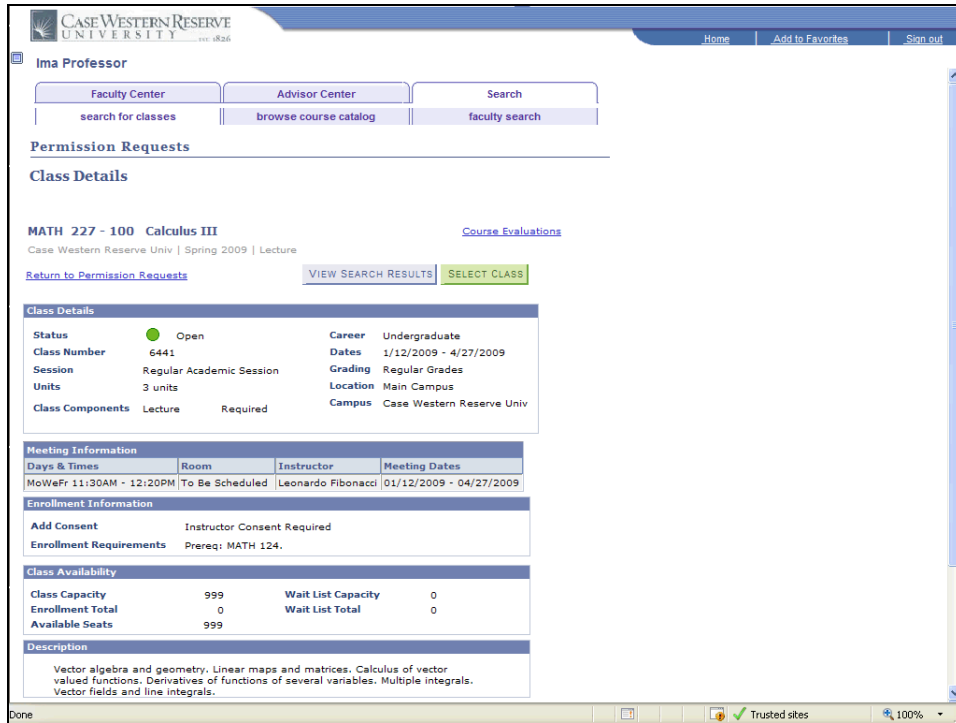 CASE WESTERN RESERVE
UNIVERSITY EST 1826
Home Add to Favorites Sign out
Ima Professor
Faculty Center Advisor Center Search
search for classes browse course catalog faculty search
Permission Requests
Class Details
MATH 227 - 100 Calculus III Course Evaluations
Case Western Reserve Univ | Spring 2009 | Lecture
Return to Permission Requests VIEW SEARCH RESULTS SELECT CLASS
Class Details
Status Open Career Undergraduate
Class Number 6441 Dates 1/12/2009 - 4/27/2009
Session Regular Academic Session Grading Regular Grades
Units 3 units Location Main Campus
Class Components Lecture Required Campus Case Western Reserve Univ
Meeting Information
Days & Times Room Instructor Meeting Dates
MoWeFr 11:30AM - 12:20PM To Be Scheduled Leonardo Fibonacci 01/12/2009 - 04/27/2009
Enrollment Information
Add Consent Instructor Consent Required
Enrollment Requirements Prereq: MATH 124.
Class Availability
Class Capacity 999 Wait List Capacity 0
Enrollment Total 0 Wait List Total 0
Available Seats 999
Description
Vector algebra and geometry. Linear maps and matrices. Calculus of vector
valued functions. Derivatives of functions of several variables. Multiple integrals.
Vector fields and line integrals.
Done Trusted sites 100%